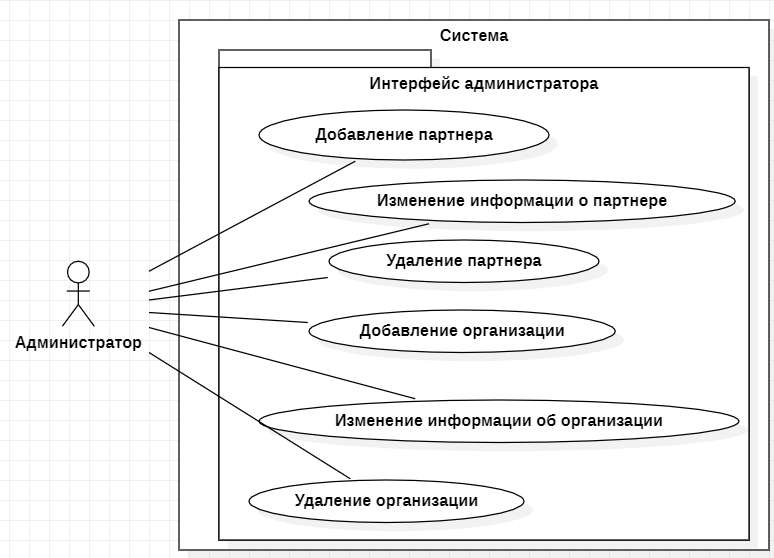 Система
Интерфейс администратора
Добавление партнера
Изменение информации о партнере
Удаление партнера
Добавление организации
Администратор
Изменение информации об организации
Удаление организации